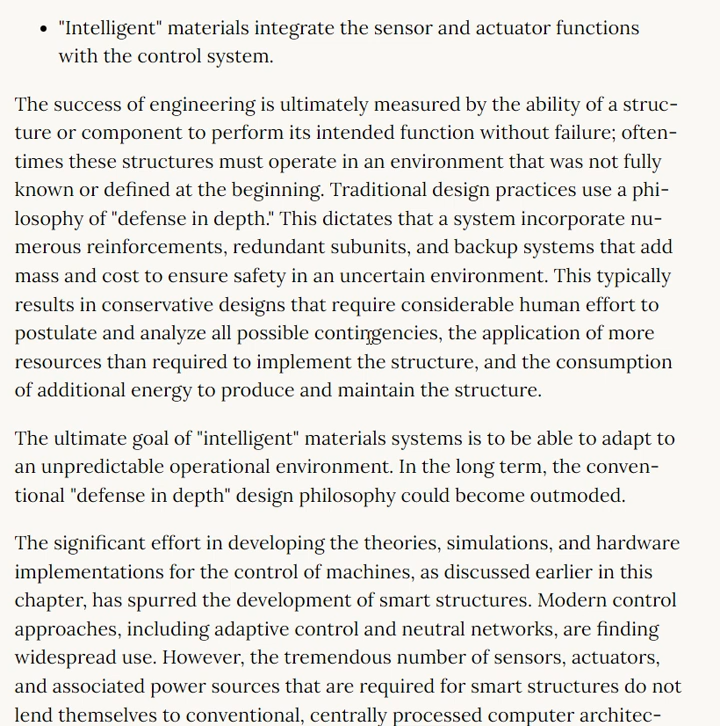 • "Intelligent" materials integrate the sensor and actuator functions
with the control system.
The success of engineering is ultimately measured by the ability of a struc-
ture or component to perform its intended function without failure; often-
times these structures must operate in an environment that was not fully
known or defined at the beginning. Traditional design practices use a phi-
losophy of "defense in depth." This dictates that a system incorporate nu-
merous reinforcements, redundant subunits, and backup systems that add
mass and cost to ensure safety in an uncertain environment. This typically
results in conservative designs that require considerable human effort to
postulate and analyze all possible contingencies, the application of more
resources than required to implement the structure, and the consumption
of additional energy to produce and maintain the structure.
The ultimate goal of "intelligent" materials systems is to be able to adapt to
an unpredictable operational environment. In the long term, the conven-
tional "defense in depth" design philosophy could become outmoded.
The significant effort in developing the theories, simulations, and hardware
implementations for the control of machines, as discussed earlier in this
chapter, has spurred the development of smart structures. Modern control
approaches, including adaptive control and neutral networks, are finding
widespread use. However, the tremendous number of sensors, actuators,
and associated power sources that are required for smart structures do not
lend themselves to conventional, centrally processed computer architec-